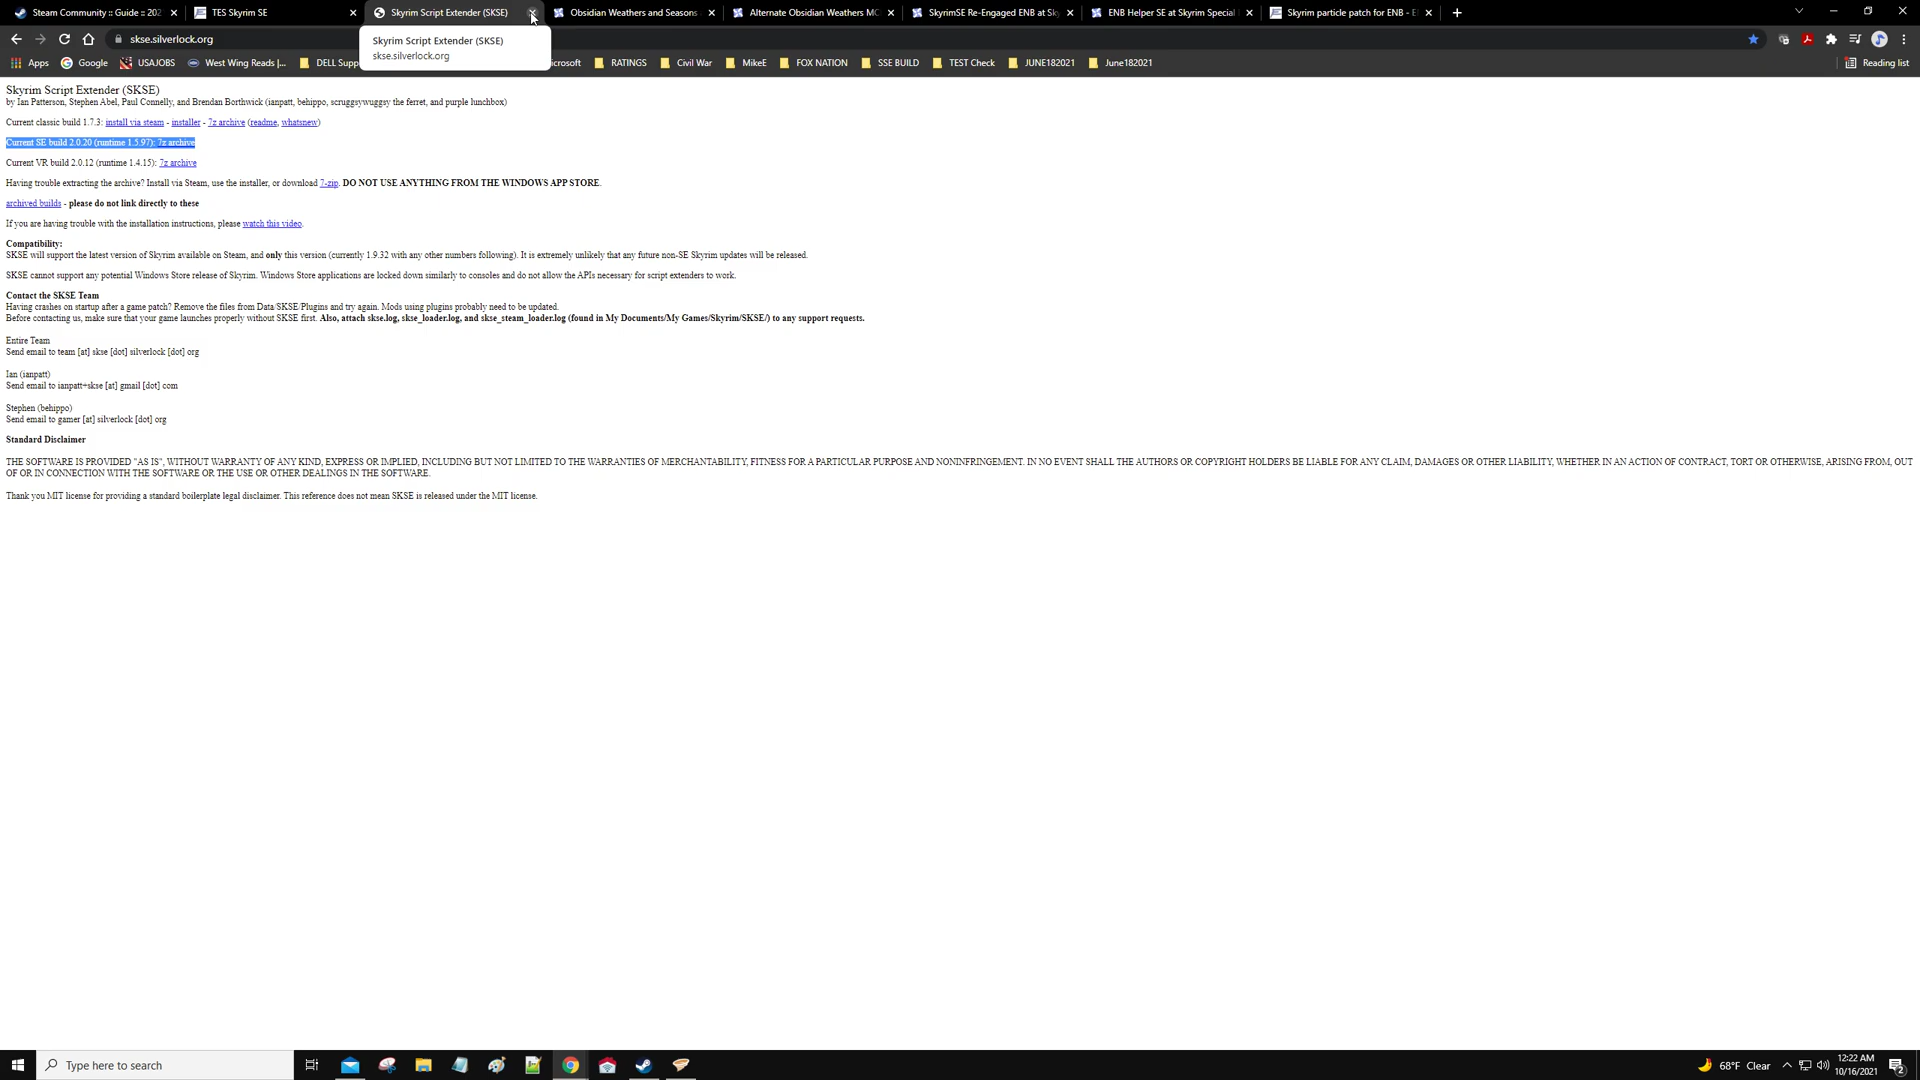 Steam Community :: Guide :: 202
TES Skyrim SE
Skyrim Script Extender (SKSE)
Obsidian Weathers and Seasons
Alternate Obsidian Weathers MC
SkyrimSE Re-Engaged ENB at Sky
ENB Helper SE at Skyrim Special
Skyrim particle patch for ENB - E
skse.silverlock.org
Skyrim Script Extender (SKSE)
skse.silverlock.org
Apps
Google
USAJOBS
West Wing Reads |...
DELL Supp
icrosoft
RATINGS
Civil War
MikeE
FOX NATION
SSE BUILD
TEST Check
JUNE182021
June182021
Reading list
Skyrim Script Extender (SKSE)
by Ian Patterson, Stephen Abel, Paul Connelly, and Brendan Borthwick (ianpatt, behippo, scruggsywuggsy the ferret, and purple lunchbox)
Current classic build 1.7.3: install via steam - installer - 7z archive (readme, whatsnew)
Current SE build 2.0.20 (runtime 1.5.97): 7z archive
Current VR build 2.0.12 (runtime 1.4.15): 7z archive
Having trouble extracting the archive? Install via Steam, use the installer, or download 7-zip. DO NOT USE ANYTHING FROM THE WINDOWS APP STORE.
archived builds - please do not link directly to these
If you are having trouble with the installation instructions, please watch this video.
Compatibility:
SKSE will support the latest version of Skyrim available on Steam, and only this version (currently 1.9.32 with any other numbers following). It is extremely unlikely that any future non-SE Skyrim updates will be released.
SKSE cannot support any potential Windows Store release of Skyrim. Windows Store applications are locked down similarly to consoles and do not allow the APIs necessary for script extenders to work.
Contact the SKSE Team
Having crashes on startup after a game patch? Remove the files from Data/SKSE/Plugins and try again. Mods using plugins probably need to be updated.
Before contacting us, make sure that your game launches properly without SKSE first. Also, attach skse.log, skse_loader.log, and skse_steam_loader.log (found in My Documents/My Games/Skyrim/SKSE/) to any support requests.
Entire Team
Send email to team [at] skse [dot] silverlock [dot] org
Ian (ianpatt)
Send email to ianpatt+skse [at] gmail [dot] com
Stephen (behippo)
Send email to gamer [at] silverlock [dot] org
Standard Disclaimer
THE SOFTWARE IS PROVIDED "AS IS", WITHOUT WARRANTY OF ANY KIND, EXPRESS OR IMPLIED, INCLUDING BUT NOT LIMITED TO THE WARRANTIES OF MERCHANTABILITY, FITNESS FOR A PARTICULAR PURPOSE AND NONINFRINGEMENT. IN NO EVENT SHALL THE AUTHORS OR COPYRIGHT HOLDERS BE LIABLE FOR ANY CLAIM, DAMAGES OR OTHER LIABILITY, WHETHER IN AN ACTION OF CONTRACT, TORT OR OTHERWISE, ARISING FROM, OUT
OF OR IN CONNECTION WITH THE SOFTWARE OR THE USE OR OTHER DEALINGS IN THE SOFTWARE.
Thank you MIT license for providing a standard boilerplate legal disclaimer. This reference does not mean SKSE is released under the MIT license.
Type here to search
68°F Clear
12:22 AM
10/16/2021
2